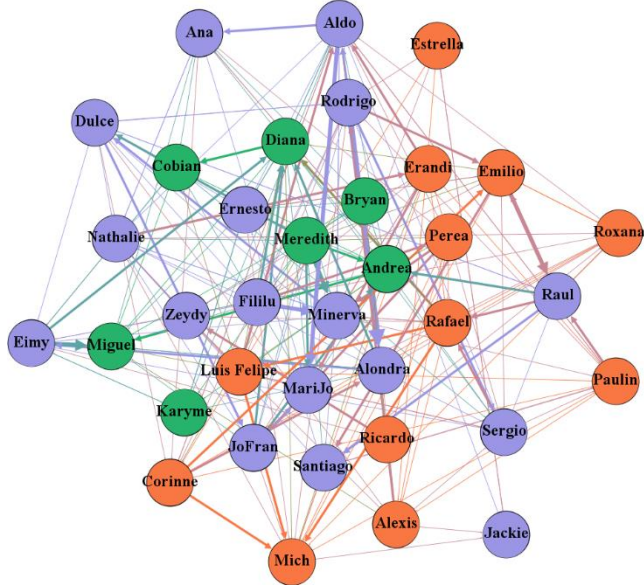 Ana
Aldo
Estrella
Rodrigo
Dulce
Diana
Cobian
Erandi
Emilio
Ernesto
Bryan
Nathalie
Meredith
Perea
Roxana
Andrea
Zeydy
Fililu
Minerva
Raul
Eimy
Miguel
Rafael
Luis Felipe
MariJo
Alondra
Paulin
Karyme
JoFran
Ricardo
Sergio
Santiago
Corinne
Alexis
Jackie
Mich